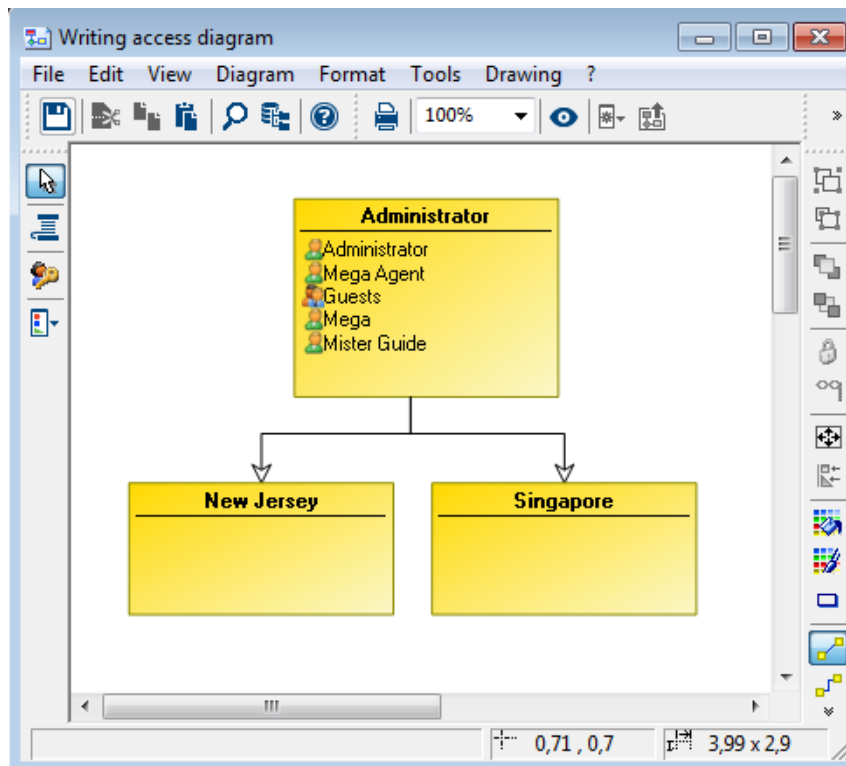 Writing access diagram
File Edit View Diagram Format Tools Drawing ?
100%
Administrator
Administrator
Mega Agent
Guests
Mega
Mister Guide
New Jersey Singapore
0,71 , 0,7 3,99 x 2,9